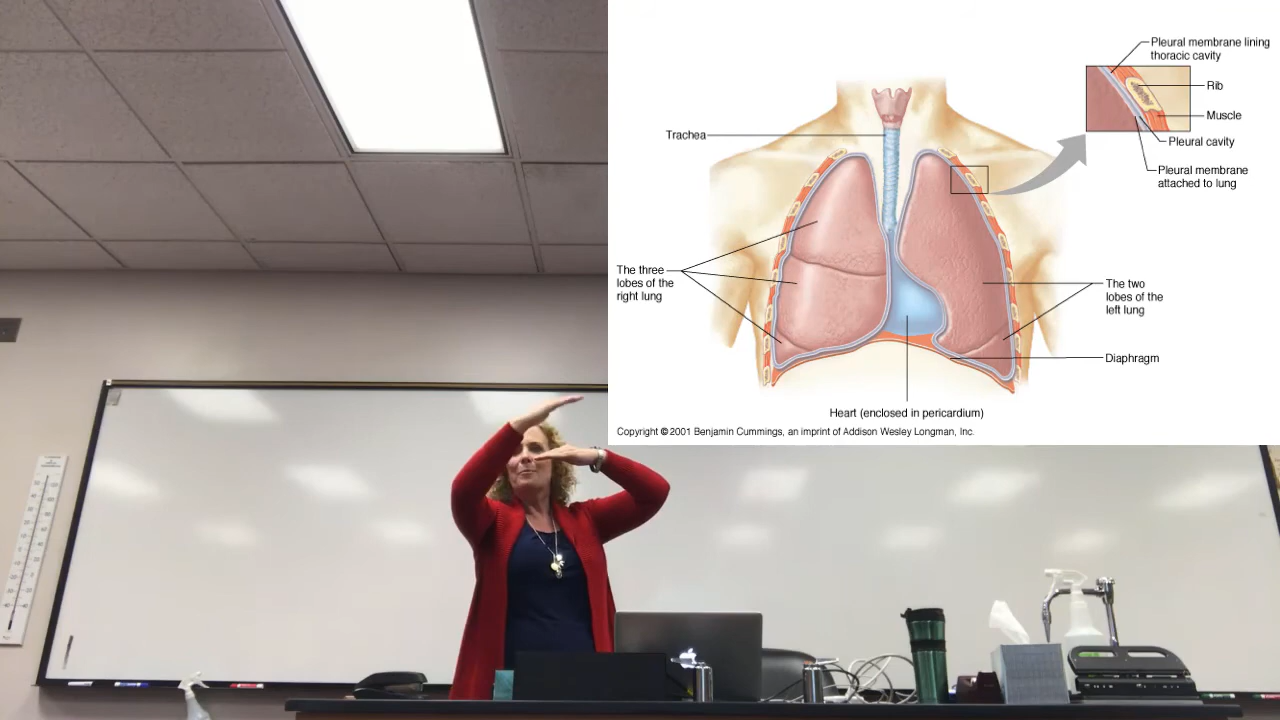 Pleural membrane lining
thoracic cavity
Rib
Muscle
Pleural cavity
Pleural membrane
attached to lung
Trachea
The three
lobes of the
right lung
The two
lobes of the
left lung
Diaphragm
Heart (enclosed in pericardium)
Copyright © 2001 Benjamin Cummings, an imprint of Addison Wesley Longman, Inc.